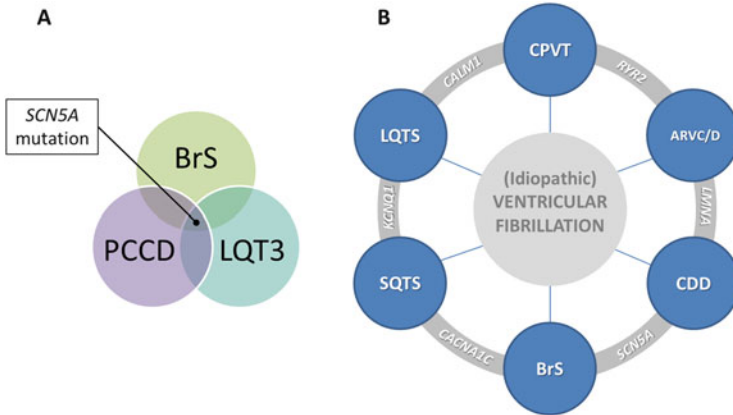 A
SCN5A
mutation
BrS
PCCD
LQT3
B
CPVT
CALM1
RYR2
LQTS
ARVC/D
(Idiopathic)
VENTRICULAR
FIBRILLATION
KCNQ1
LMNA
SQTS
CDD
CACNA1C
SCN5A
BrS